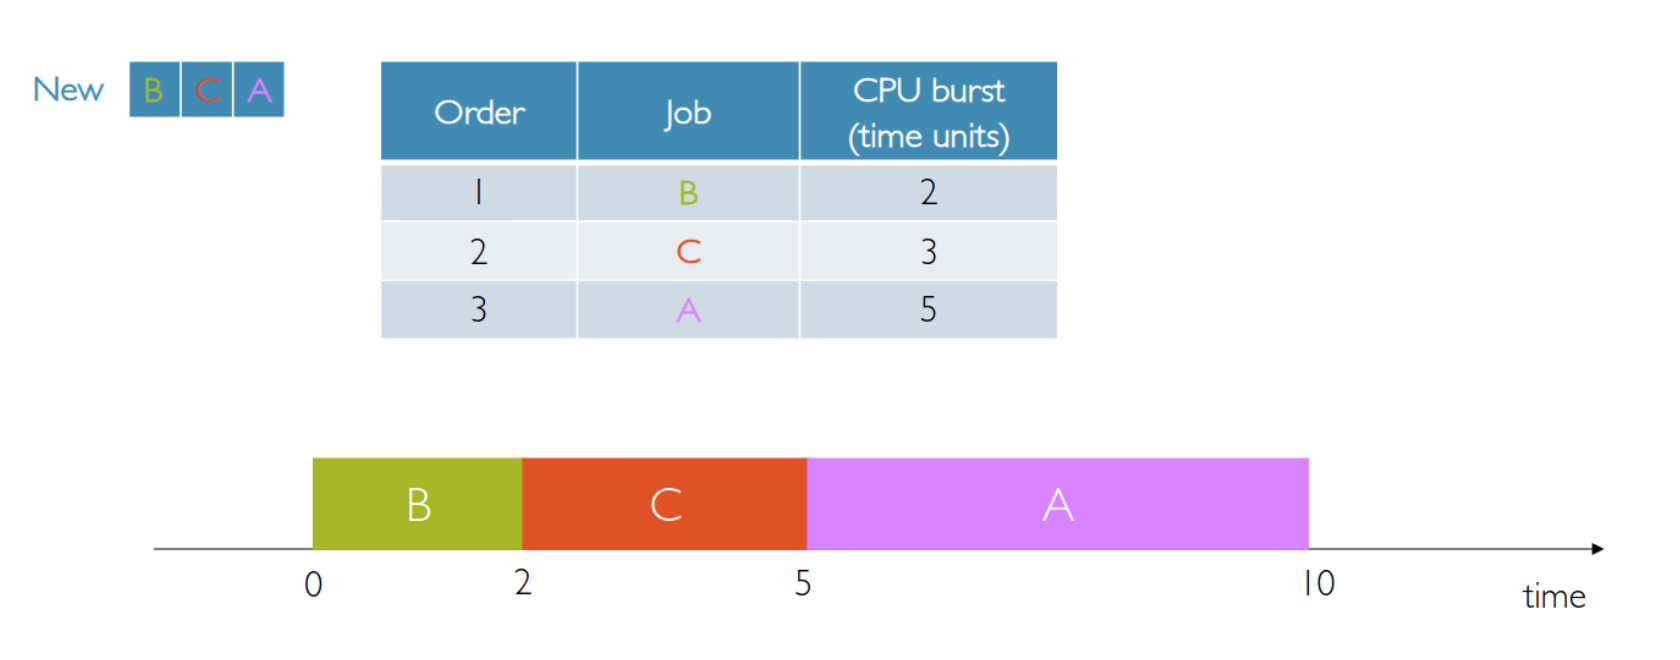 New B C A
Order Job CPU burst
(time units)
1 B 2
2 C 3
3 A 5
B C A
0 2 5 10
time